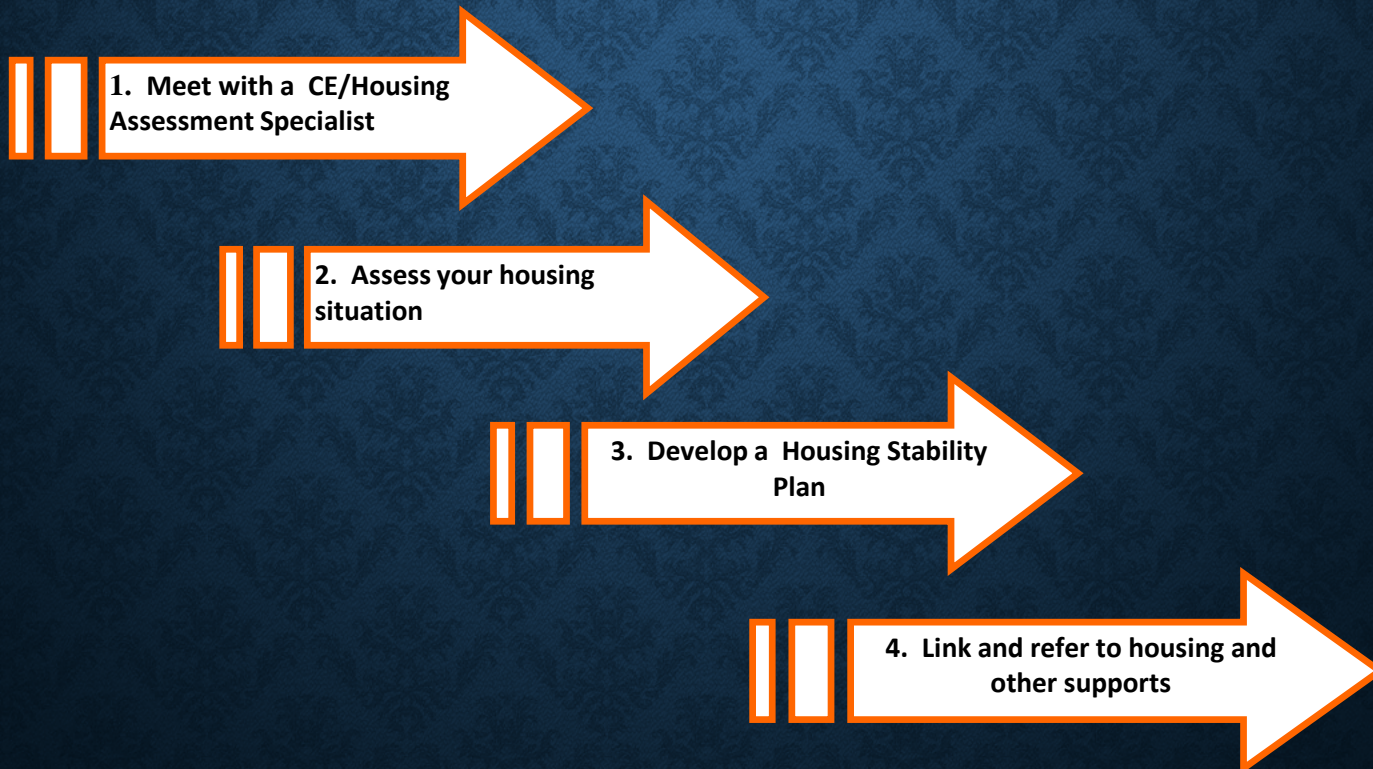 1. Meet with a CE/Housing
Assessment Specialist
2. Assess your housing
situation
3. Develop a Housing Stability
Plan
4. Link and refer to housing and
other supports